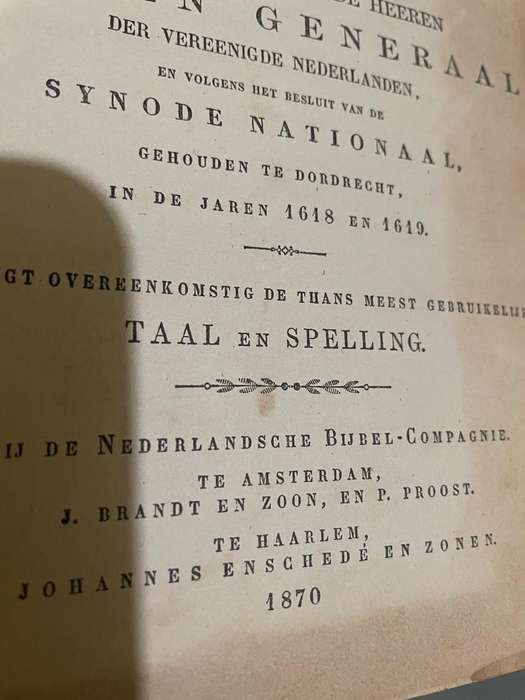 DE HEEREN
N GENERAAL
DER VEREENIGDE NEDERLANDEN,
EN VOLGENS HET BESLUIT VAN DE
SYNODE NATIONAAL,
GEHOUDEN TE DORDRECHT,
IN DE JAREN 1618 EN 1619.
GT OVEREENKOMSTIG DE THANS MEEST GEBRUIKELIJ
TAAL EN SPELLING.
IJ DE NEDERLANDSCHE BIJBEL-COMPAGNIE.
TE AMSTERDAM,
J. BRANDT EN ZOON, EN P. PROOST.
TE HAARLEM,
JOHANNES ENSCHEDÉ EN ZONEN.
1870